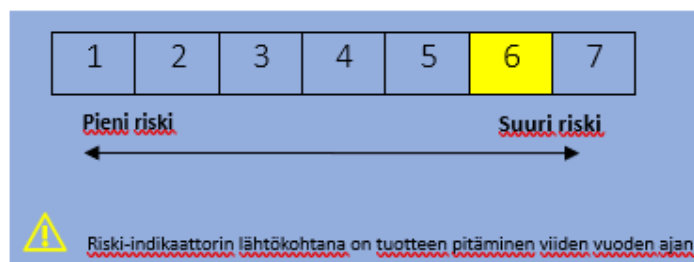 1 2 3 4 5 6 7
Pieni riski Suuri riski
Riski-indikaattorin lähtökohtana on tuotteen pitäminen viiden vuoden ajan